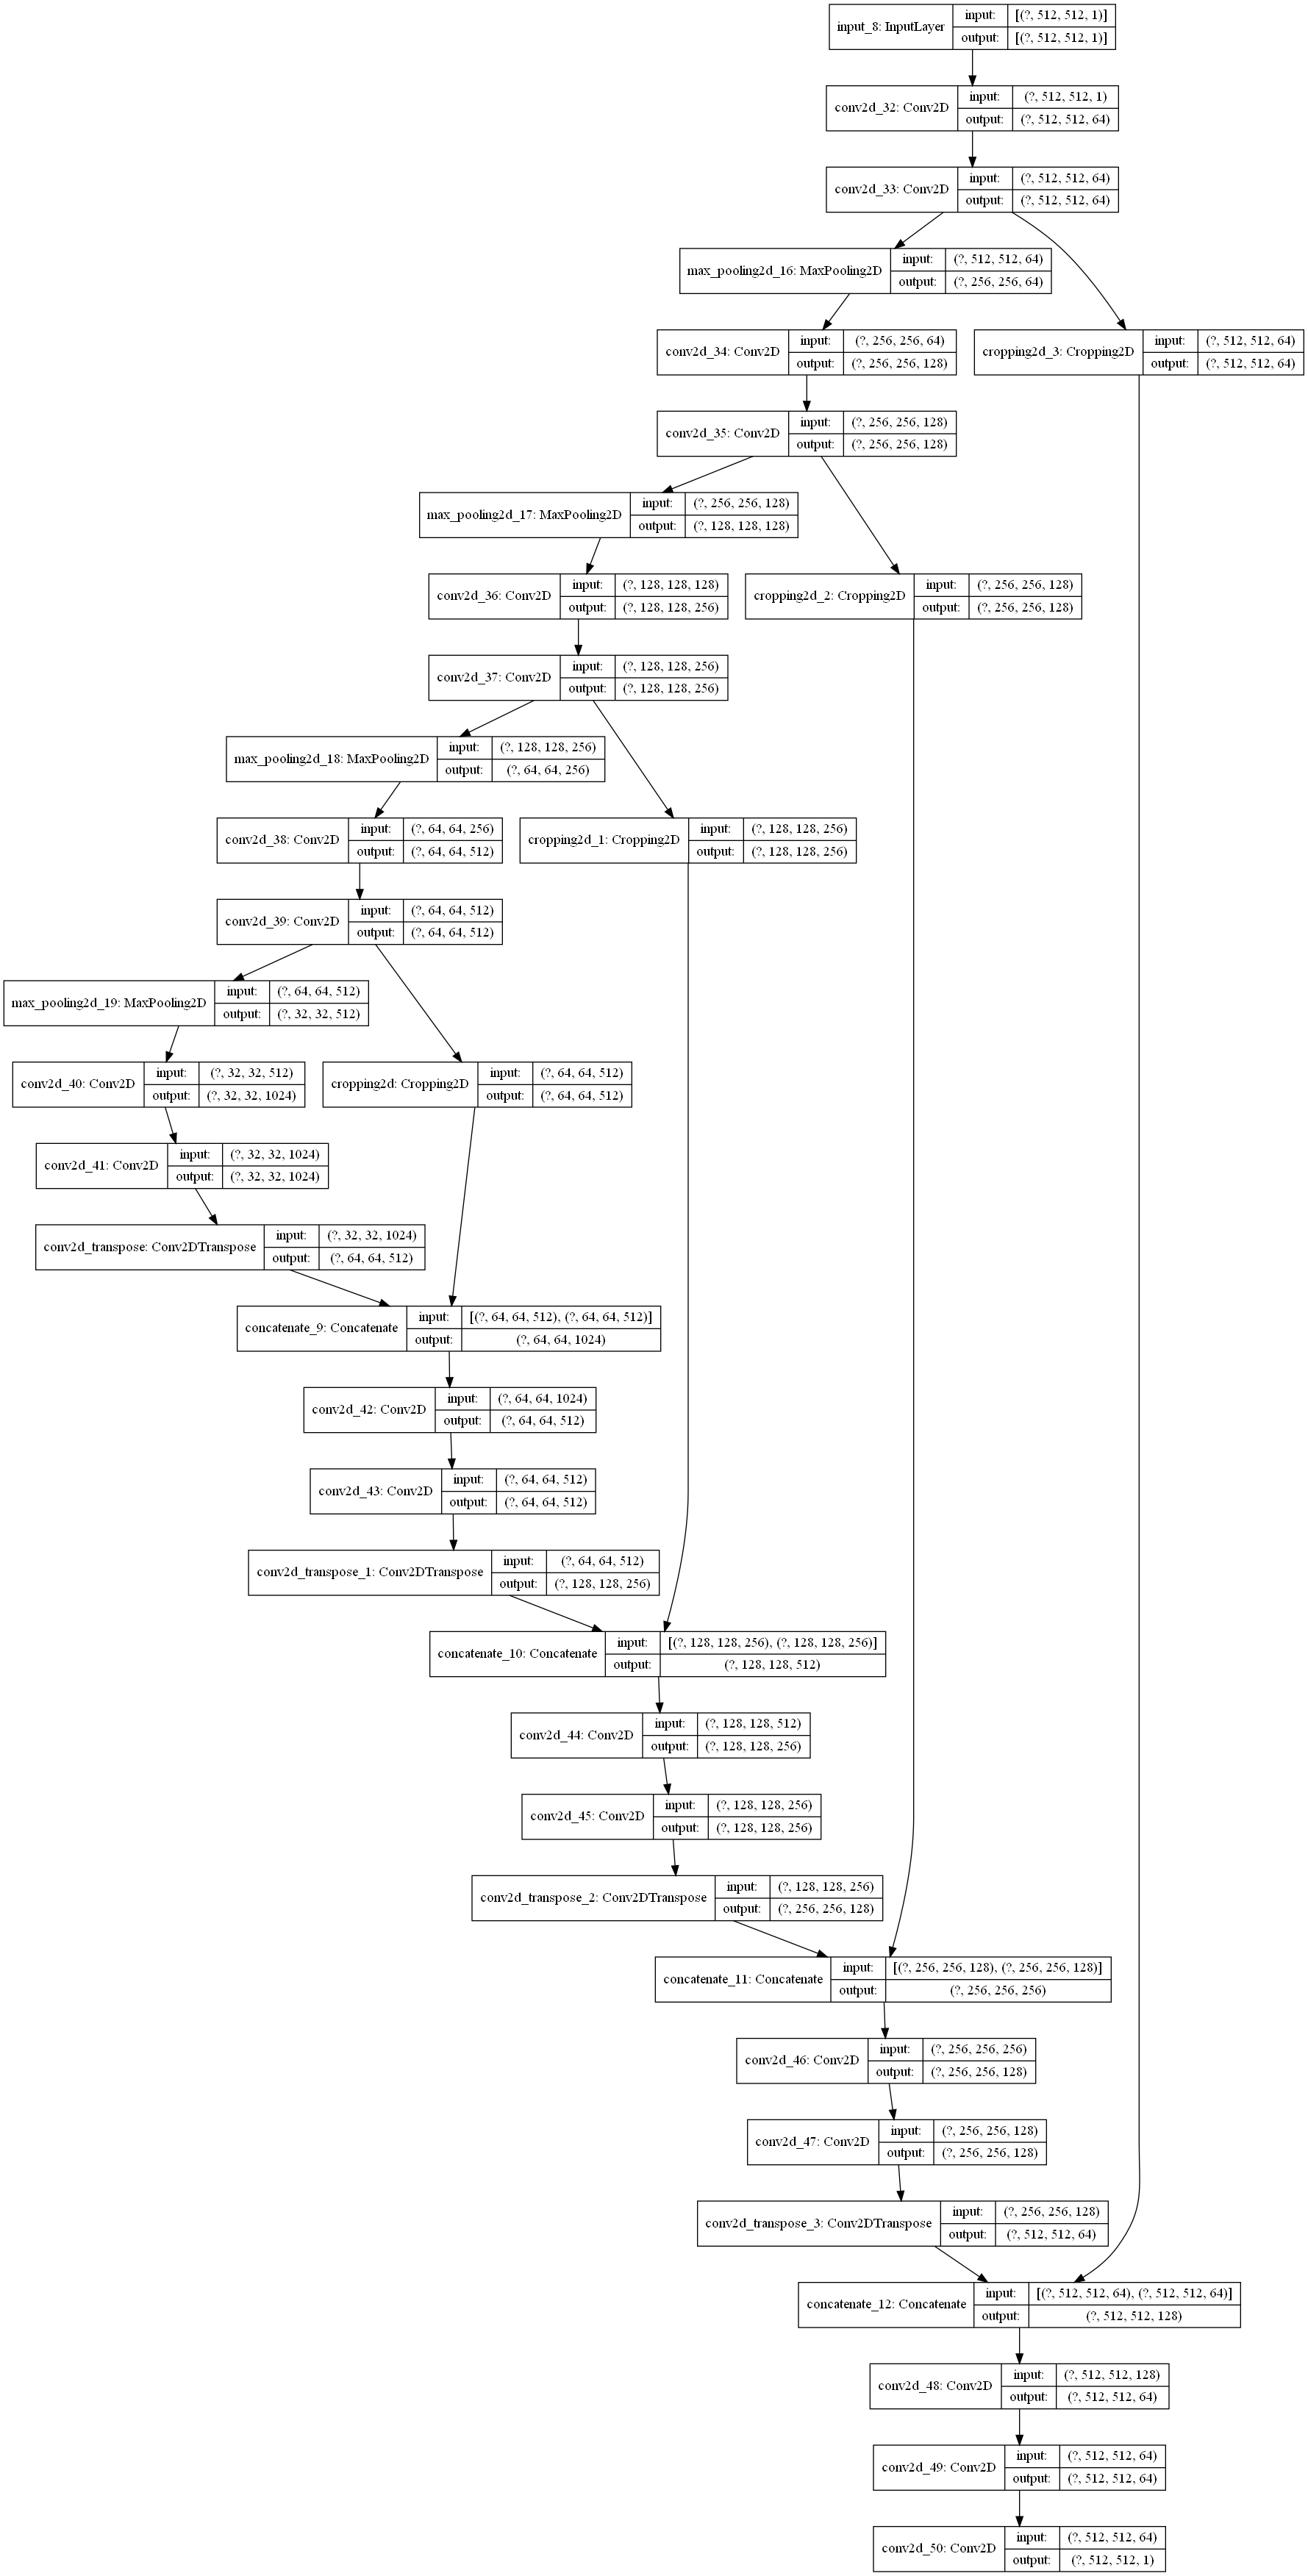 input_8: InputLayer input: [(?, 512, 512, 1)]
output: [(?, 512, 512, 1)]
conv2d_32: Conv2D input: (?, 512, 512, 1)
output: (?, 512, 512, 64)
conv2d_33: Conv2D input: (?, 512, 512, 64)
output: (?, 512, 512, 64)
max_pooling2d_16: MaxPooling2D input: (?, 512, 512, 64)
output: (?, 256, 256, 64)
conv2d_34: Conv2D input: (?, 256, 256, 64)
output: (?, 256, 256, 128)
cropping2d_3: Cropping2D input: (?, 512, 512, 64)
output: (?, 512, 512, 64)
conv2d_35: Conv2D input: (?, 256, 256, 128)
output: (?, 256, 256, 128)
max_pooling2d_17: MaxPooling2D input: (?, 256, 256, 128)
output: (?, 128, 128, 128)
conv2d_36: Conv2D input: (?, 128, 128, 128)
output: (?, 128, 128, 256)
cropping2d_2: Cropping2D input: (?, 256, 256, 128)
output: (?, 256, 256, 128)
conv2d_37: Conv2D input: (?, 128, 128, 256)
output: (?, 128, 128, 256)
max_pooling2d_18: MaxPooling2D input: (?, 128, 128, 256)
output: (?, 64, 64, 256)
conv2d_38: Conv2D input: (?, 64, 64, 256)
output: (?, 64, 64, 512)
cropping2d_1: Cropping2D input: (?, 128, 128, 256)
output: (?, 128, 128, 256)
conv2d_39: Conv2D input: (?, 64, 64, 512)
output: (?, 64, 64, 512)
max_pooling2d_19: MaxPooling2D input: (?, 64, 64, 512)
output: (?, 32, 32, 512)
conv2d_40: Conv2D input: (?, 32, 32, 512)
output: (?, 32, 32, 1024)
cropping2d: Cropping2D input: (?, 64, 64, 512)
output: (?, 64, 64, 512)
conv2d_41: Conv2D input: (?, 32, 32, 1024)
output: (?, 32, 32, 1024)
conv2d_transpose: Conv2DTranspose input: (?, 32, 32, 1024)
output: (?, 64, 64, 512)
concatenate_9: Concatenate input: [(?, 64, 64, 512), (?, 64, 64, 512)]
output: (?, 64, 64, 1024)
conv2d_42: Conv2D input: (?, 64, 64, 1024)
output: (?, 64, 64, 512)
conv2d_43: Conv2D input: (?, 64, 64, 512)
output: (?, 64, 64, 512)
conv2d_transpose_1: Conv2DTranspose input: (?, 64, 64, 512)
output: (?, 128, 128, 256)
concatenate_10: Concatenate input: [(?, 128, 128, 256), (?, 128, 128, 256)]
output: (?, 128, 128, 512)
conv2d_44: Conv2D input: (?, 128, 128, 512)
output: (?, 128, 128, 256)
conv2d_45: Conv2D input: (?, 128, 128, 256)
output: (?, 128, 128, 256)
conv2d_transpose_2: Conv2DTranspose input: (?, 128, 128, 256)
output: (?, 256, 256, 128)
concatenate_11: Concatenate input: [(?, 256, 256, 128), (?, 256, 256, 128)]
output: (?, 256, 256, 256)
conv2d_46: Conv2D input: (?, 256, 256, 256)
output: (?, 256, 256, 128)
conv2d_47: Conv2D input: (?, 256, 256, 128)
output: (?, 256, 256, 128)
conv2d_transpose_3: Conv2DTranspose input: (?, 256, 256, 128)
output: (?, 512, 512, 64)
concatenate_12: Concatenate input: [(?, 512, 512, 64), (?, 512, 512, 64)]
output: (?, 512, 512, 128)
conv2d_48: Conv2D input: (?, 512, 512, 128)
output: (?, 512, 512, 64)
conv2d_49: Conv2D input: (?, 512, 512, 64)
output: (?, 512, 512, 64)
conv2d_50: Conv2D input: (?, 512, 512, 64)
output: (?, 512, 512, 1)